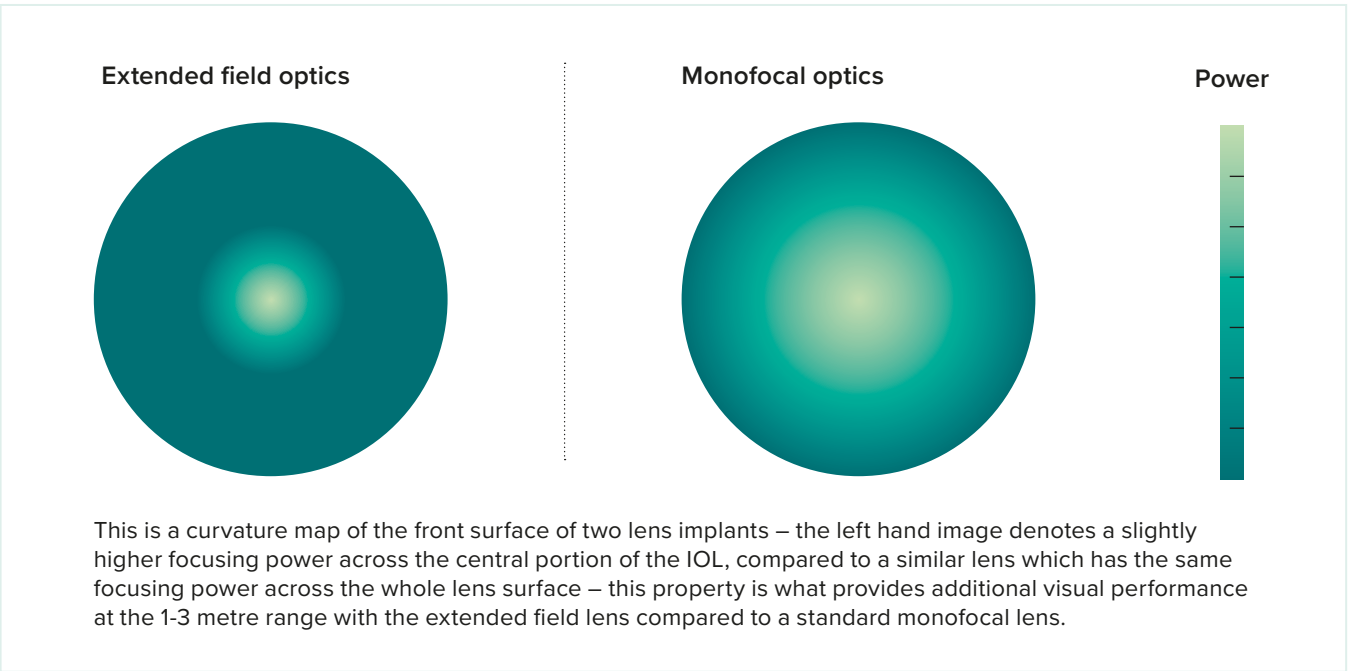 Extended field optics
Monofocal optics
Power
This is a curvature map of the front surface of two lens implants – the left hand image denotes a slightly
higher focusing power across the central portion of the IOL, compared to a similar lens which has the same
focusing power across the whole lens surface – this property is what provides additional visual performance
at the 1-3 metre range with the extended field lens compared to a standard monofocal lens.